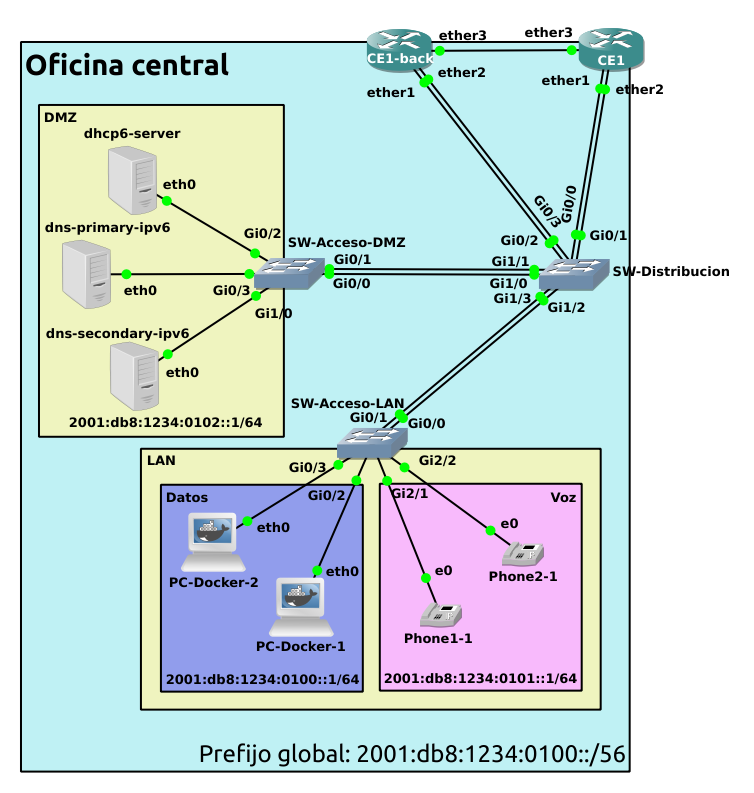 Oficina central
CE1-back
ether3
ether3
CE1
ether2
ether1
ether1
ether2
DMZ
dhcp6-server
eth0
Gi0/2
dns-primary-ipv6
eth0
Gi0/3
SW-Acceso-DMZ
Gi0/1
Gi0/0
Gi1/0
dns-secondary-ipv6
eth0
2001:db8:1234:0102::1/64
Gi0/3
Gi0/0
Gi0/2
Gi0/1
Gi1/1
Gi1/0
Gi1/3
Gi1/2
SW-Distribucion
SW-Acceso-LAN
Gi0/1
Gi0/0
LAN
Gi0/3
Gi0/2
Gi2/1
Gi2/2
Datos
eth0
PC-Docker-2
eth0
PC-Docker-1
2001:db8:1234:0100::1/64
Voz
e0
Phone2-1
e0
Phone1-1
2001:db8:1234:0101::1/64
Prefijo global: 2001:db8:1234:0100::/56